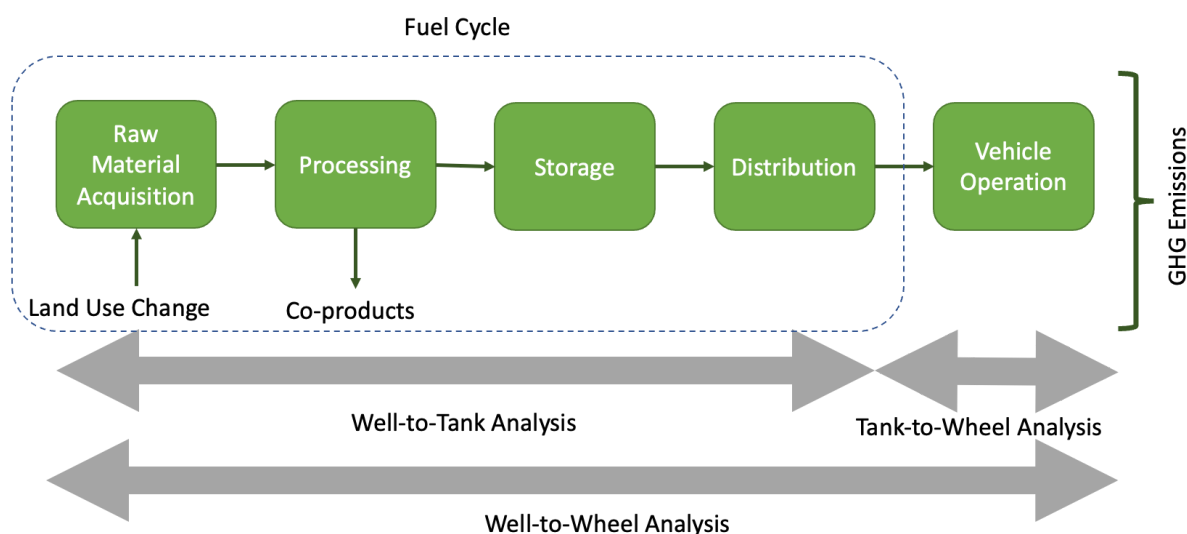 Fuel Cycle
Raw
Material
Acquisition
Processing
Storage
Distribution
Vehicle
Operation
GHG Emissions
Land Use Change
Co-products
Well-to-Tank Analysis
Tank-to-Wheel Analysis
Well-to-Wheel Analysis